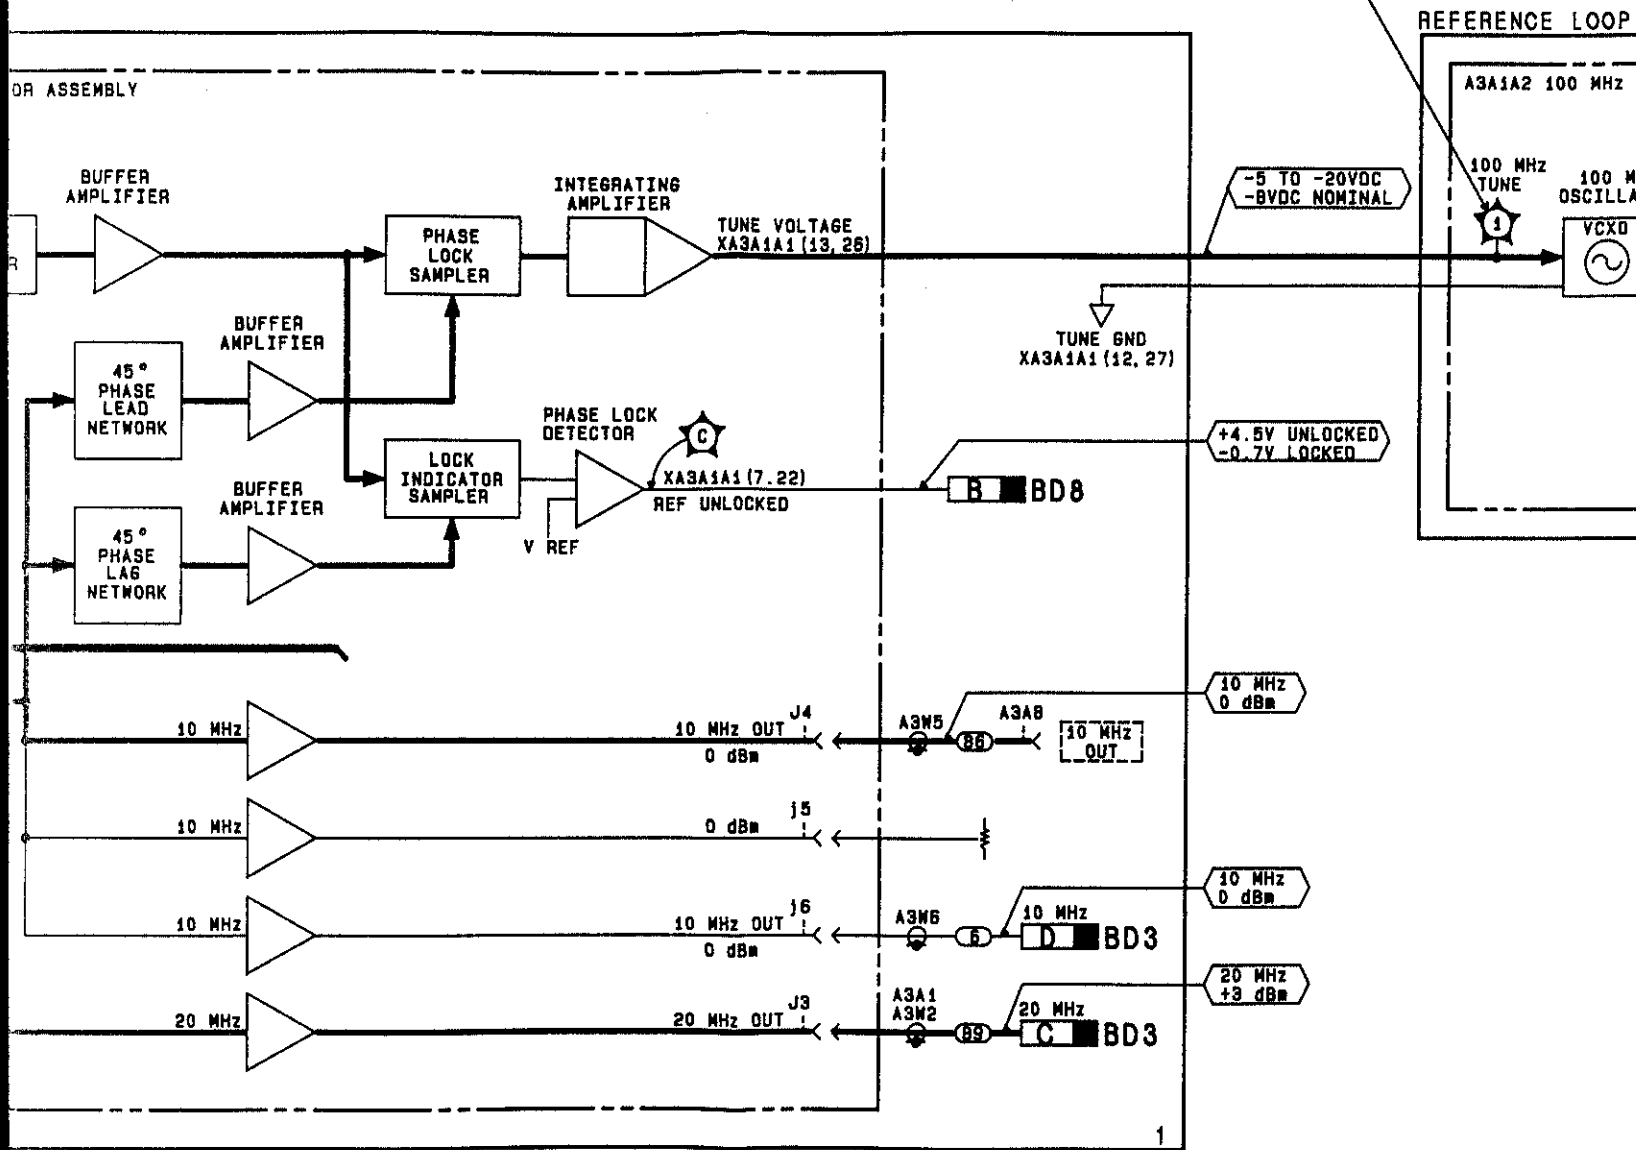 REFERENCE LOOP
OR ASSEMBLY
A3A1A2 100 MHz
BUFFER
AMPLIFIER
INTEGRATING
AMPLIFIER
-5 TO -20VDC
-8VDC NOMINAL
100 MHz
TUNE
100 M
OSCILLA
PHASE
LOCK
SAMPLER
TUNE VOLTAGE
XA3A1A1 (13, 26)
1
VCXO
R
BUFFER
AMPLIFIER
TUNE GND
XA3A1A1 (12, 27)
45°
PHASE
LEAD
NETWORK
PHASE LOCK
DETECTOR
C
+4.5V UNLOCKED
-0.7V LOCKED
LOCK
INDICATOR
SAMPLER
XA3A1A1 (7.22)
REF UNLOCKED
B BD8
BUFFER
AMPLIFIER
V REF
45°
PHASE
LAG
NETWORK
10 MHz
0 dBm
10 MHz
10 MHz OUT
0 dBm
J4
A3W5
86
A3A8
10 MHz
OUT
10 MHz
0 dBm
j5
10 MHz
0 dBm
10 MHz
10 MHz OUT
0 dBm
j6
A3W6
6
10 MHz
D BD3
20 MHz
+3 dBm
20 MHz
20 MHz OUT
J3
A3A1
A3W2
89
20 MHz
C BD3
1